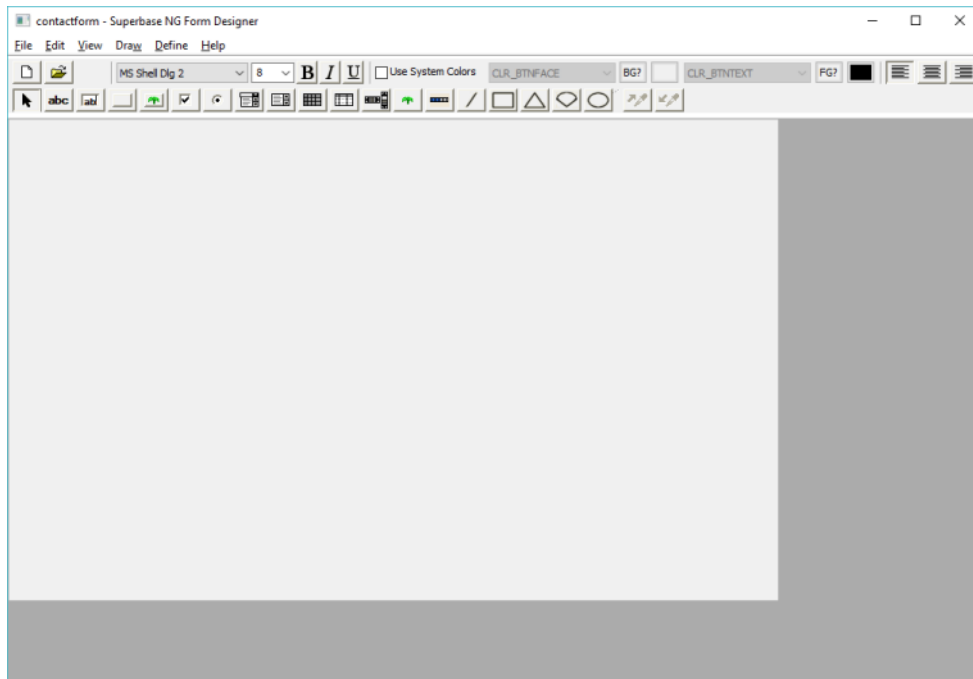 contactform - Superbase NG Form Designer
File Edit View Draw Define Help
MS Shell Dlg 2 8 B I U Use System Colors CLR_BTNFACE BG? CLR_BTNTEXT FG?
abc ab